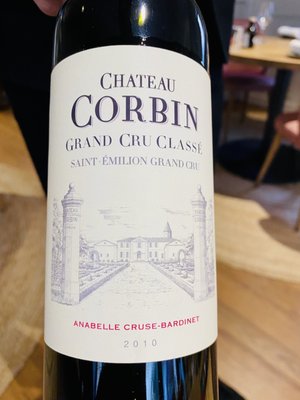 CHATEAU
CORBIN
GRAND CRU CLASSÉ
SAINT-ÉMILION GRAND CRU
ANABELLE CRUSE-BARDINET
2010